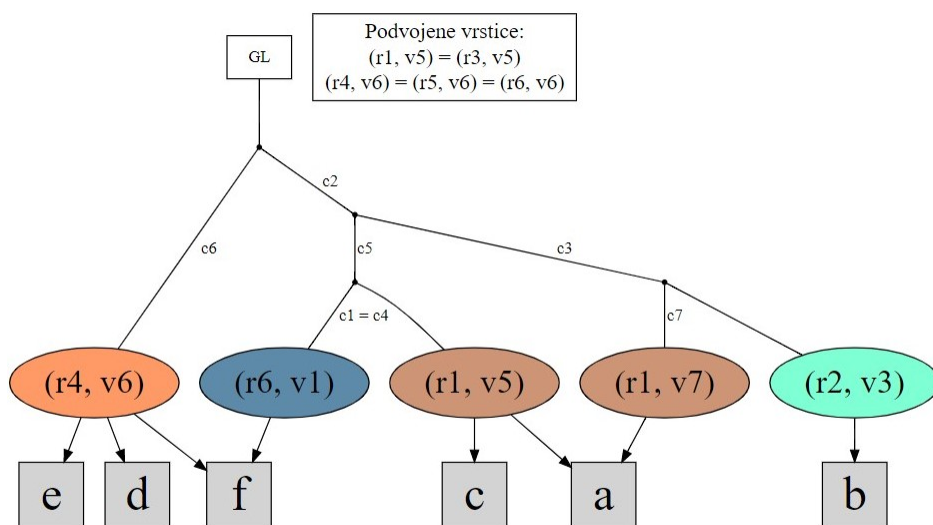 GL
Podvojene vrstice:
(r1, v5) = (r3, v5)
(r4, v6) = (r5, v6) = (r6, v6)
c2
c6
c5
c3
c1 = c4
c7
(r4, v6)
(r6, v1)
(r1, v5)
(r1, v7)
(r2, v3)
e
d
f
c
a
b